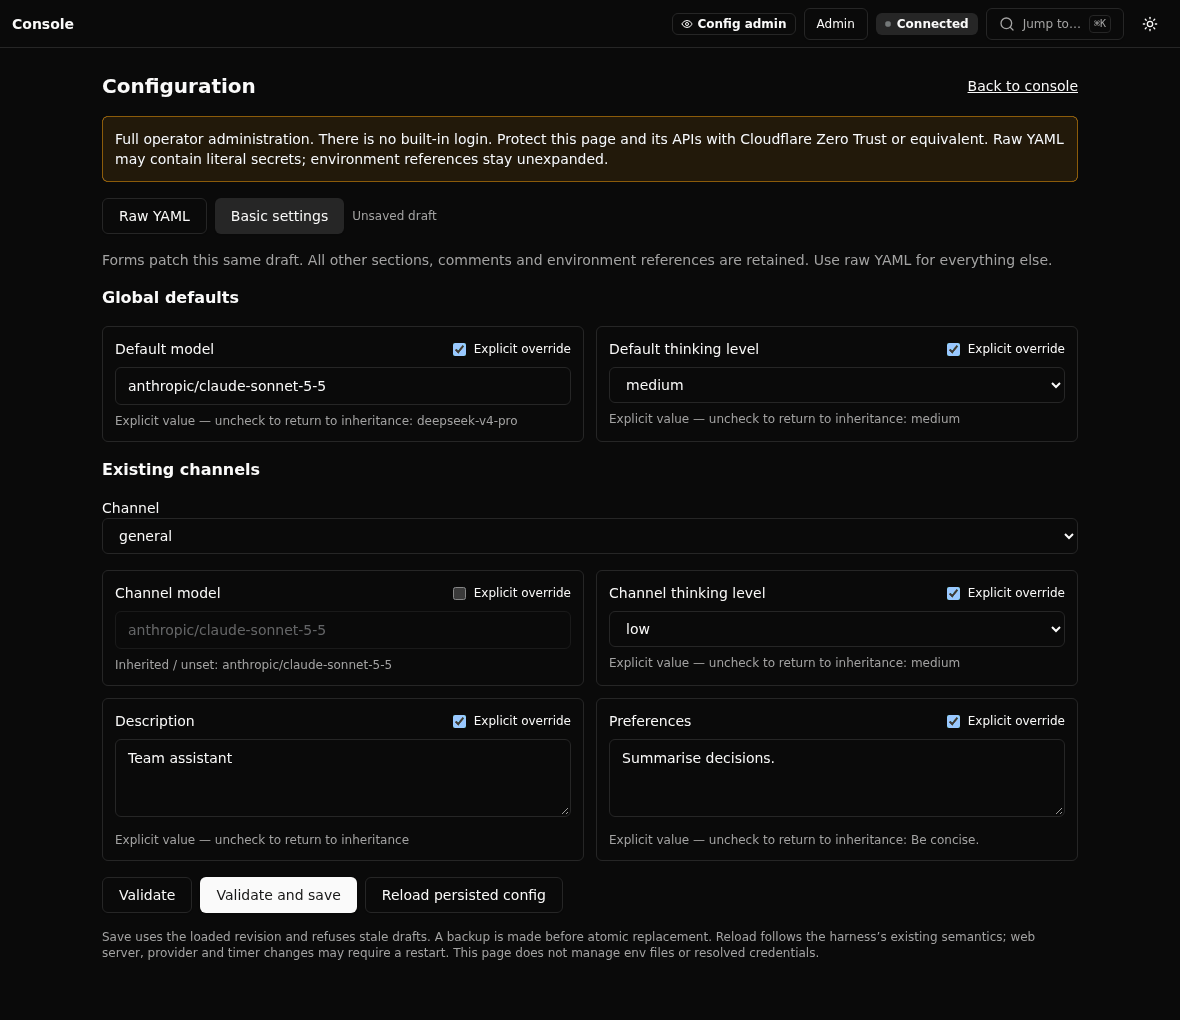 Console
Config admin
Admin
Connected
Jump to...
⌘K
Configuration
Back to console
Full operator administration. There is no built-in login. Protect this page and its APIs with Cloudflare Zero Trust or equivalent. Raw YAML
may contain literal secrets; environment references stay unexpanded.
Raw YAML
Basic settings
Unsaved draft
Forms patch this same draft. All other sections, comments and environment references are retained. Use raw YAML for everything else.
Global defaults
Default model
Explicit override
anthropic/claude-sonnet-5-5
Explicit value — uncheck to return to inheritance: deepseek-v4-pro
Default thinking level
Explicit override
medium
Explicit value — uncheck to return to inheritance: medium
Existing channels
Channel
general
Channel model
Explicit override
anthropic/claude-sonnet-5-5
Inherited / unset: anthropic/claude-sonnet-5-5
Channel thinking level
Explicit override
low
Explicit value — uncheck to return to inheritance: medium
Description
Explicit override
Team assistant
Explicit value — uncheck to return to inheritance
Preferences
Explicit override
Summarise decisions.
Explicit value — uncheck to return to inheritance: Be concise.
Validate
Validate and save
Reload persisted config
Save uses the loaded revision and refuses stale drafts. A backup is made before atomic replacement. Reload follows the harness’s existing semantics; web
server, provider and timer changes may require a restart. This page does not manage env files or resolved credentials.